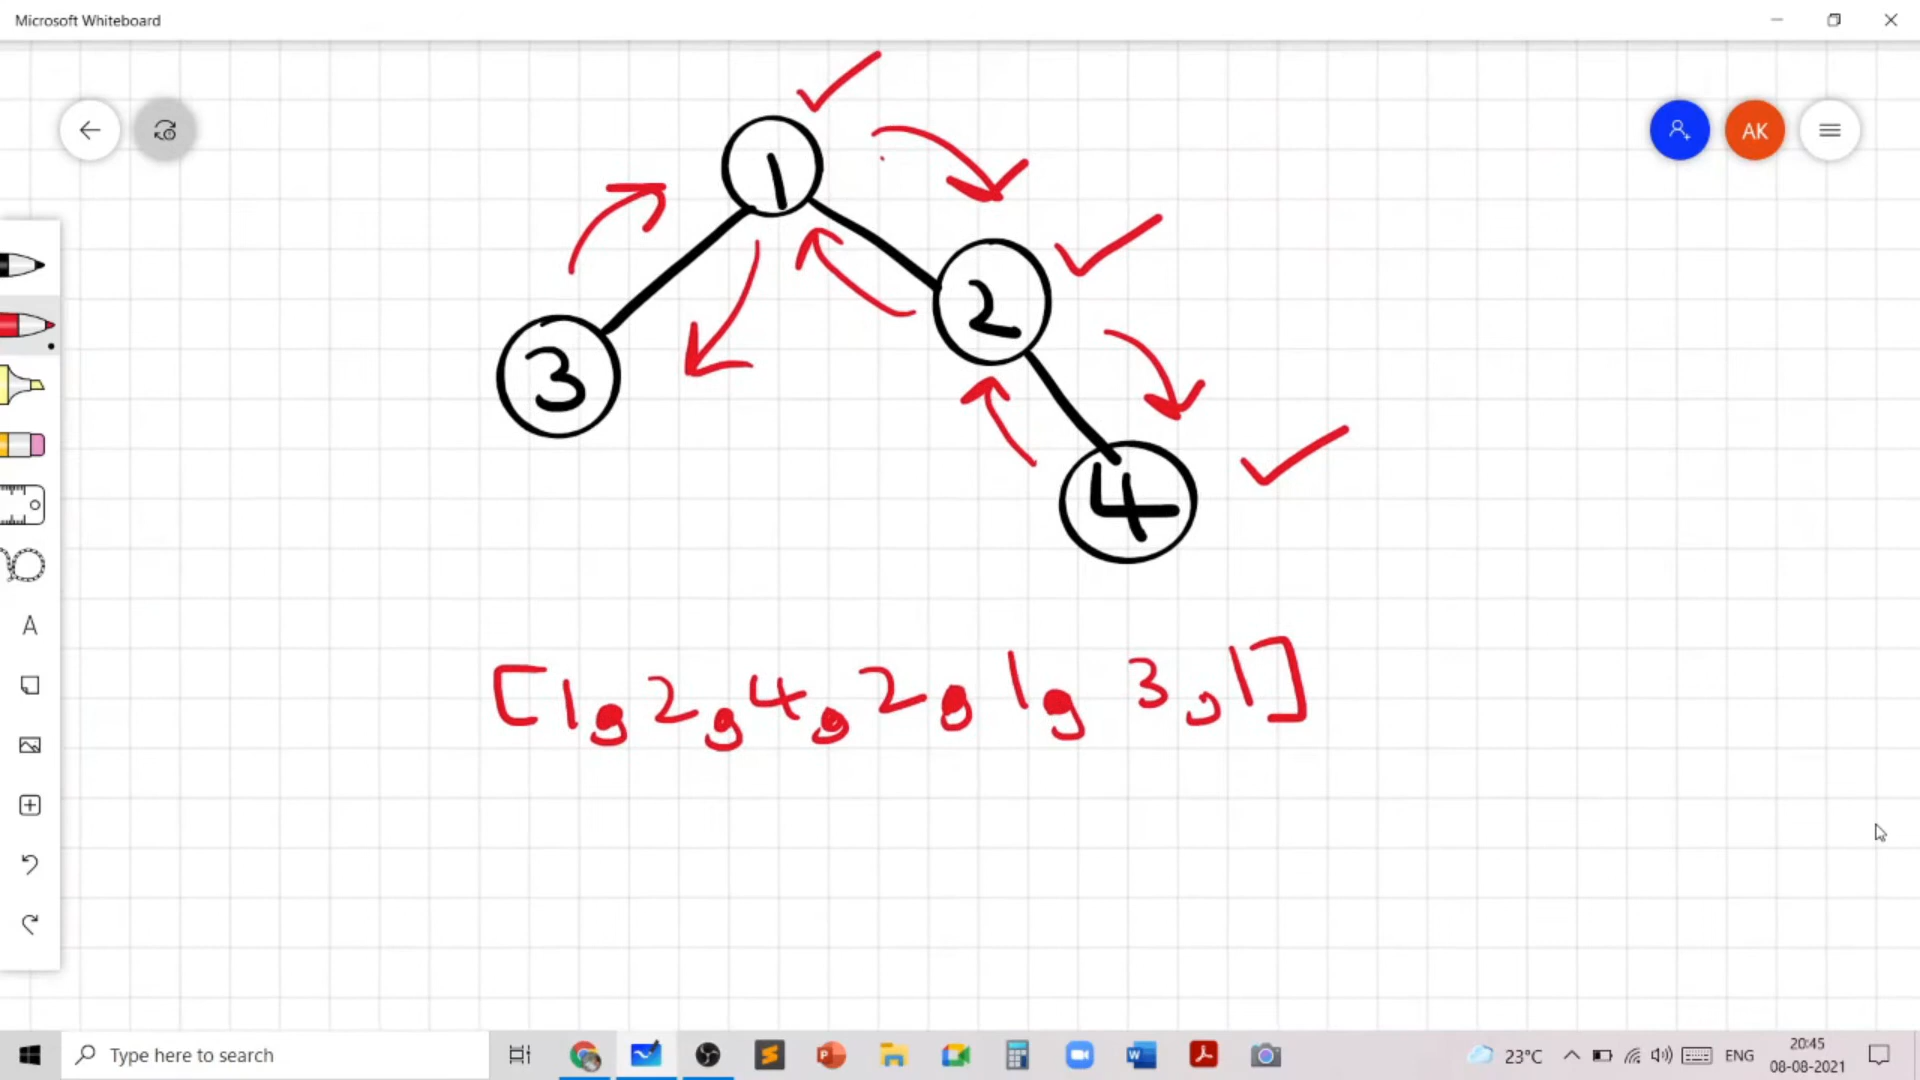 Microsoft Whiteboard
AK
1
2
3
4
A
[1, 2, 4, 2, 1, 3, 1]
Type here to search
23°C
ENG
20:45
08-08-2021